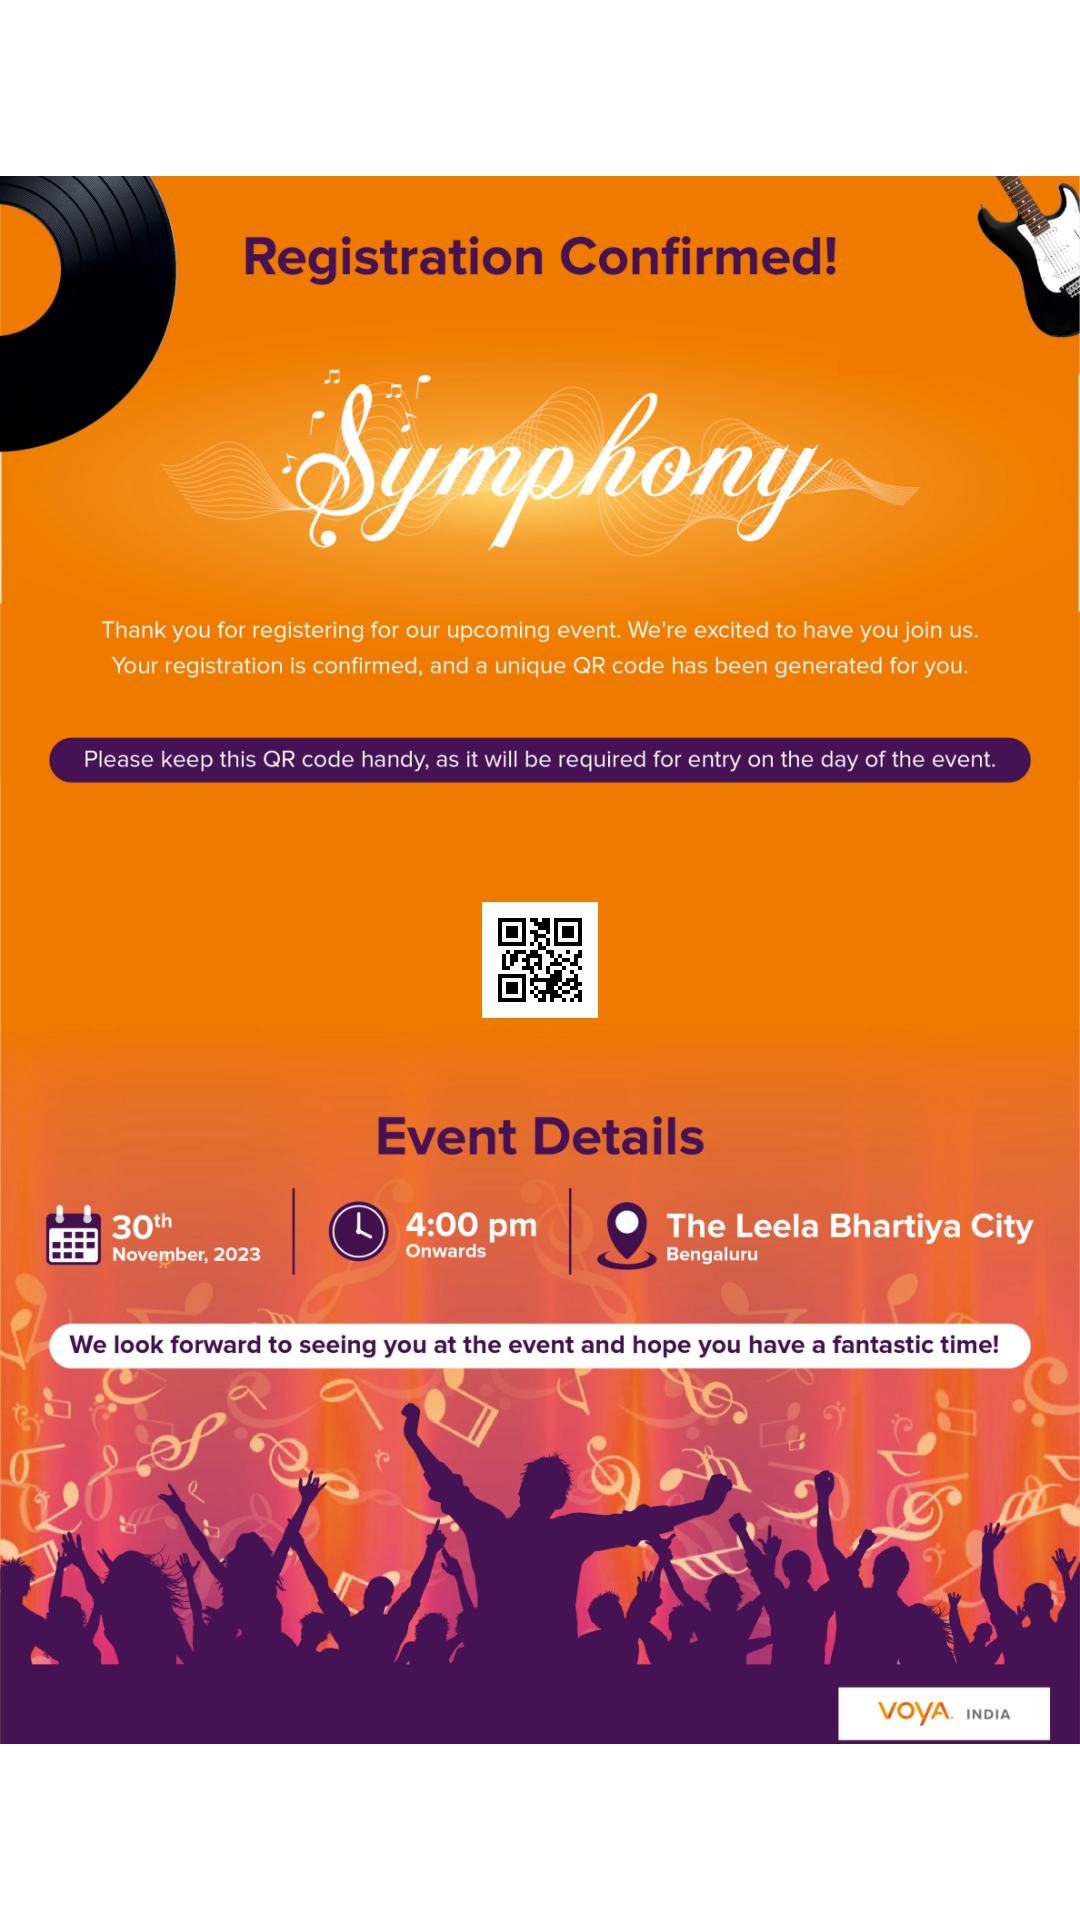 Registration Confirmed!
Symphony
Thank you for registering for our upcoming event. We're excited to have you join us.
Your registration is confirmed, and a unique QR code has been generated for you.
Please keep this QR code handy, as it will be required for entry on the day of the event.
Event Details
30th
November, 2023
4:00 pm
Onwards
The Leela Bhartiya City
Bengaluru
We look forward to seeing you at the event and hope you have a fantastic time!
VOYA. INDIA